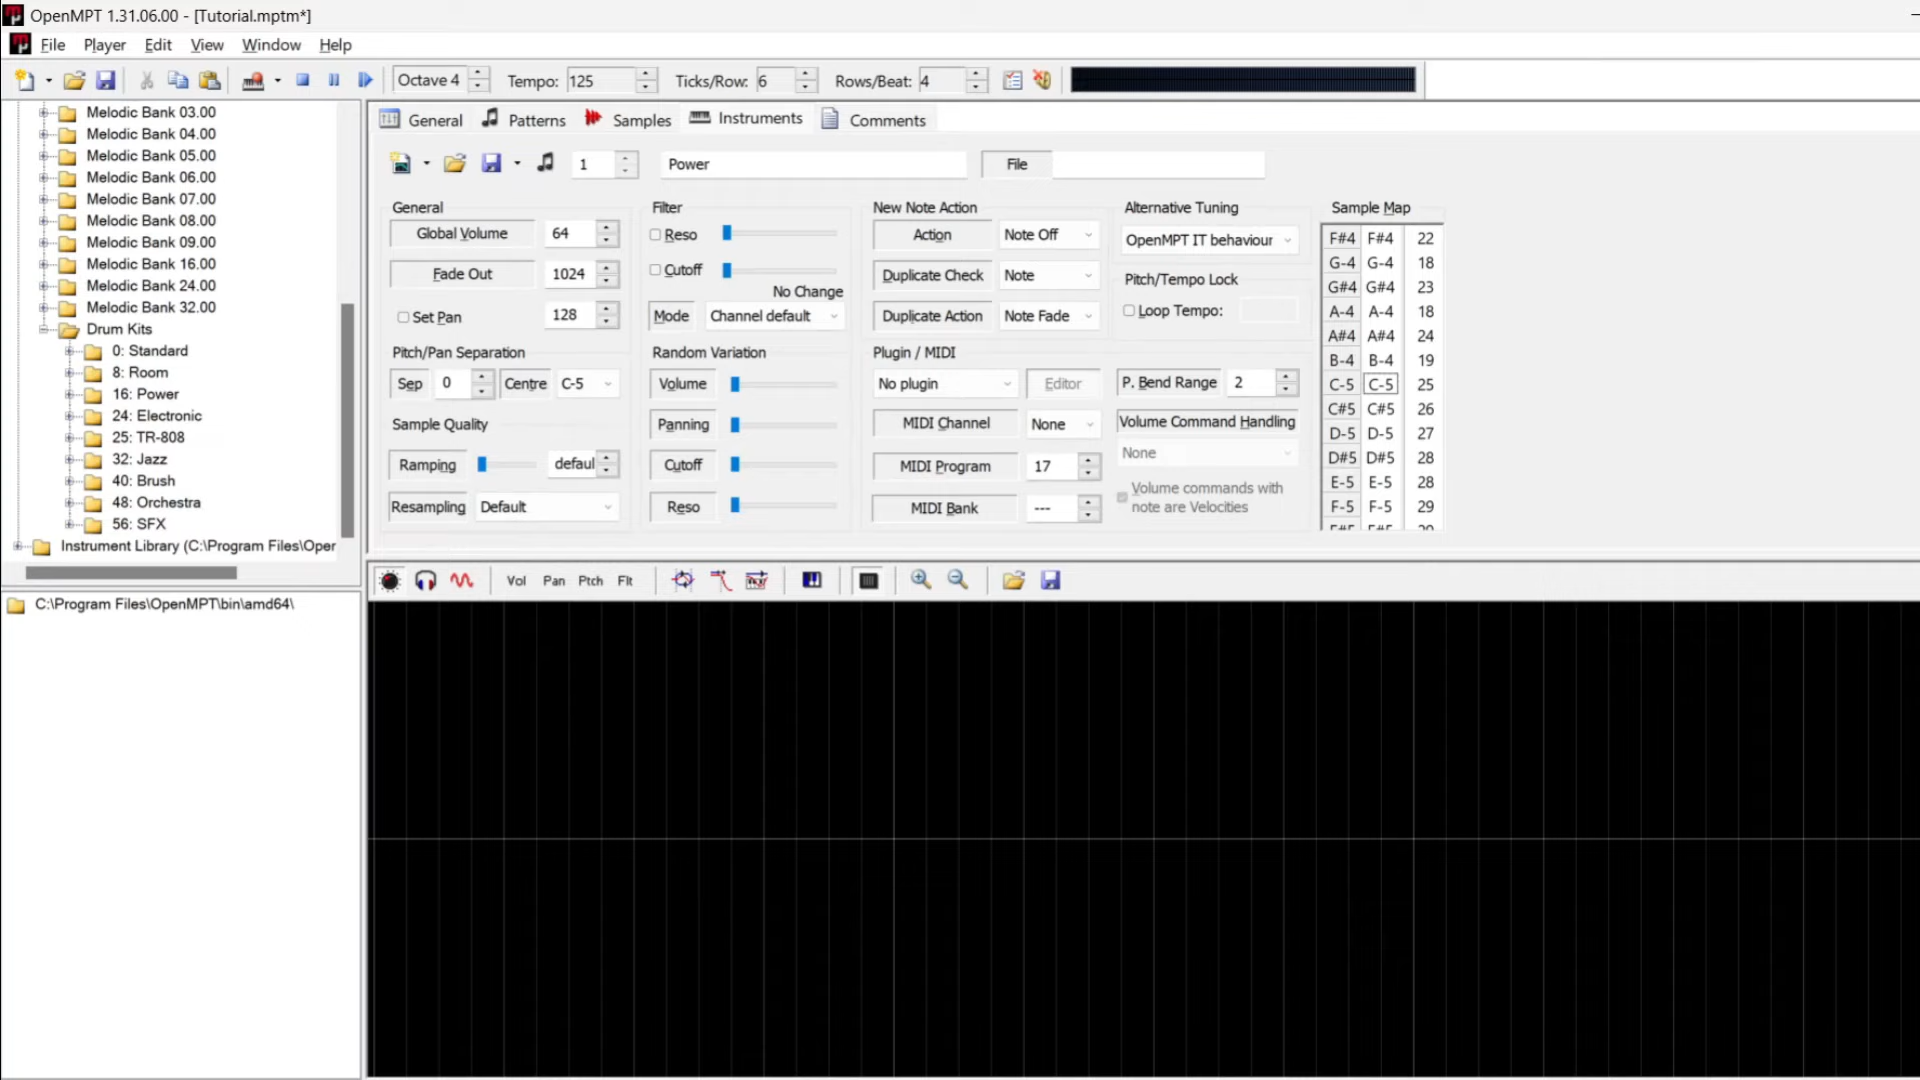 OpenMPT 1.31.06.00 - [Tutorial.mptm*]
File Player Edit View Window Help
Octave 4 Tempo: 125 Ticks/Row: 6 Rows/Beat: 4
Melodic Bank 03.00
Melodic Bank 04.00
Melodic Bank 05.00
Melodic Bank 06.00
Melodic Bank 07.00
Melodic Bank 08.00
Melodic Bank 09.00
Melodic Bank 16.00
Melodic Bank 24.00
Melodic Bank 32.00
Drum Kits
0: Standard
8: Room
16: Power
24: Electronic
25: TR-808
32: Jazz
40: Brush
48: Orchestra
56: SFX
Instrument Library (C:\Program Files\Oper
C:\Program Files\OpenMPT\bin\amd64\
General Patterns Samples Instruments Comments
1 Power File
General
Global Volume 64
Fade Out 1024
Set Pan 128
Pitch/Pan Separation
Sep 0 Centre C-5
Sample Quality
Ramping defaul
Resampling Default
Filter
Reso
Cutoff
No Change
Mode Channel default
Random Variation
Volume
Panning
Cutoff
Reso
New Note Action
Action Note Off
Duplicate Check Note
Duplicate Action Note Fade
Plugin / MIDI
No plugin Editor
MIDI Channel None
MIDI Program 17
MIDI Bank ---
Alternative Tuning
OpenMPT IT behaviour
Pitch/Tempo Lock
Loop Tempo:
P. Bend Range 2
Volume Command Handling
None
Volume commands with
note are Velocities
Sample Map
F#4 F#4 22
G-4 G-4 18
G#4 G#4 23
A-4 A-4 18
A#4 A#4 24
B-4 B-4 19
C-5 C-5 25
C#5 C#5 26
D-5 D-5 27
D#5 D#5 28
E-5 E-5 28
F-5 F-5 29
F#5 F#5 29
Vol Pan Ptch Flt